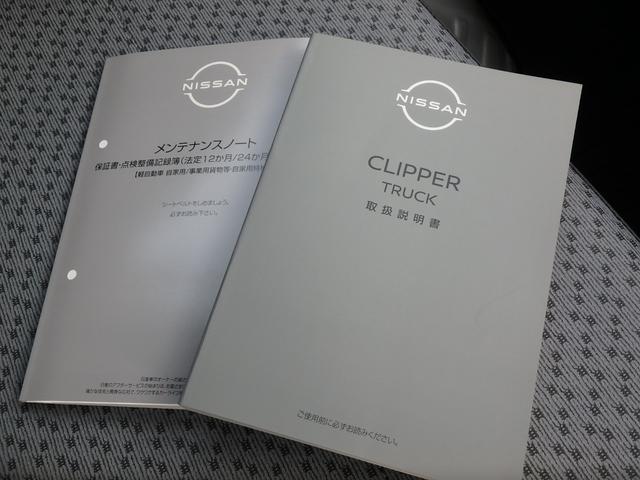 NISSAN
メンテナンスノート
保証書・点検整備記録簿(法定12か月/24か月
【軽自動車 自家用/事業用貨物等・自家用特
シートベルトをしめましょう。
必ずお読み下さい。
NISSAN
CLIPPER
TRUCK
取扱説明書
ご使用前に必ずお読みください。